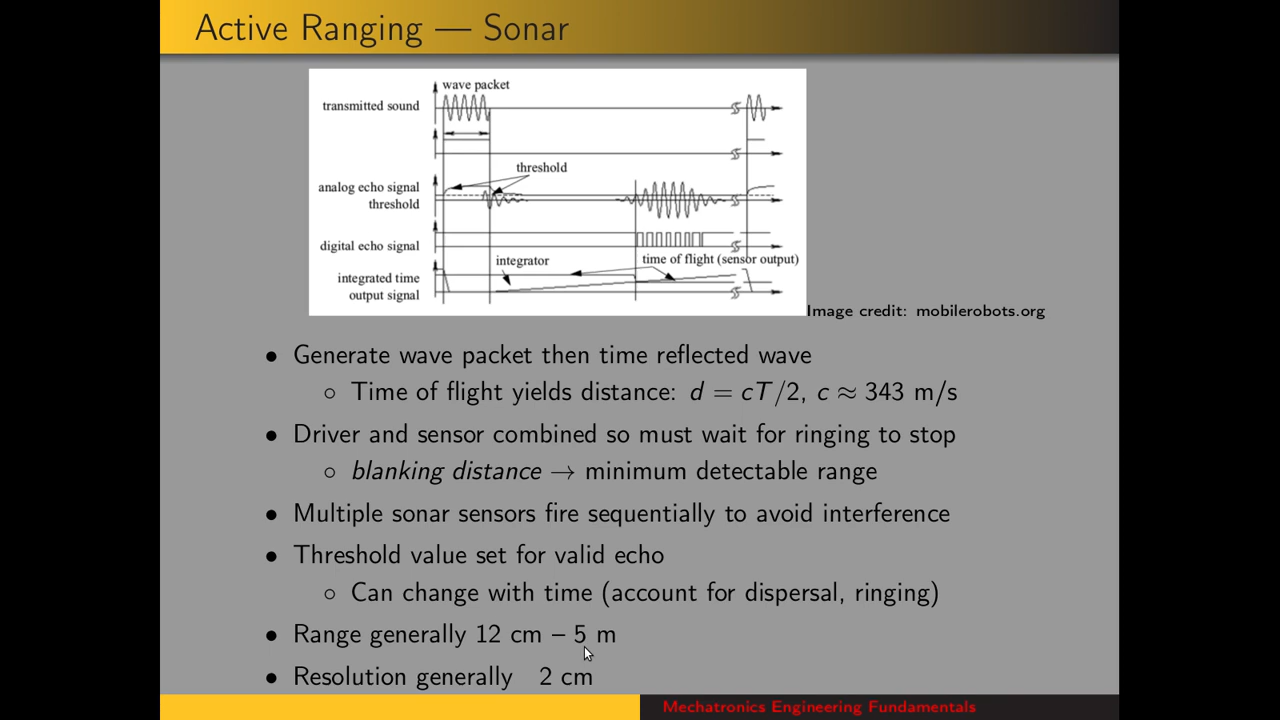 Active Ranging — Sonar
wave packet
transmitted sound
threshold
analog echo signal
threshold
digital echo signal
integrator
time of flight (sensor output)
integrated time
output signal
Image credit: mobilerobots.org
• Generate wave packet then time reflected wave
○ Time of flight yields distance: d = cT/2, c ≈ 343 m/s
• Driver and sensor combined so must wait for ringing to stop
○ blanking distance → minimum detectable range
• Multiple sonar sensors fire sequentially to avoid interference
• Threshold value set for valid echo
○ Can change with time (account for dispersal, ringing)
• Range generally 12 cm – 5 m
• Resolution generally 2 cm
Mechatronics Engineering Fundamentals